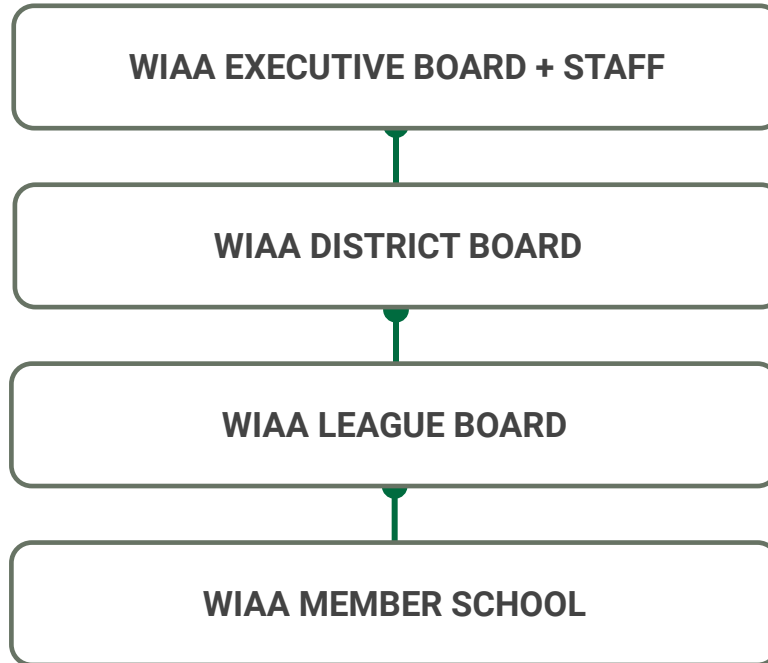 WIAA EXECUTIVE BOARD + STAFF
WIAA DISTRICT BOARD
WIAA LEAGUE BOARD
WIAA MEMBER SCHOOL